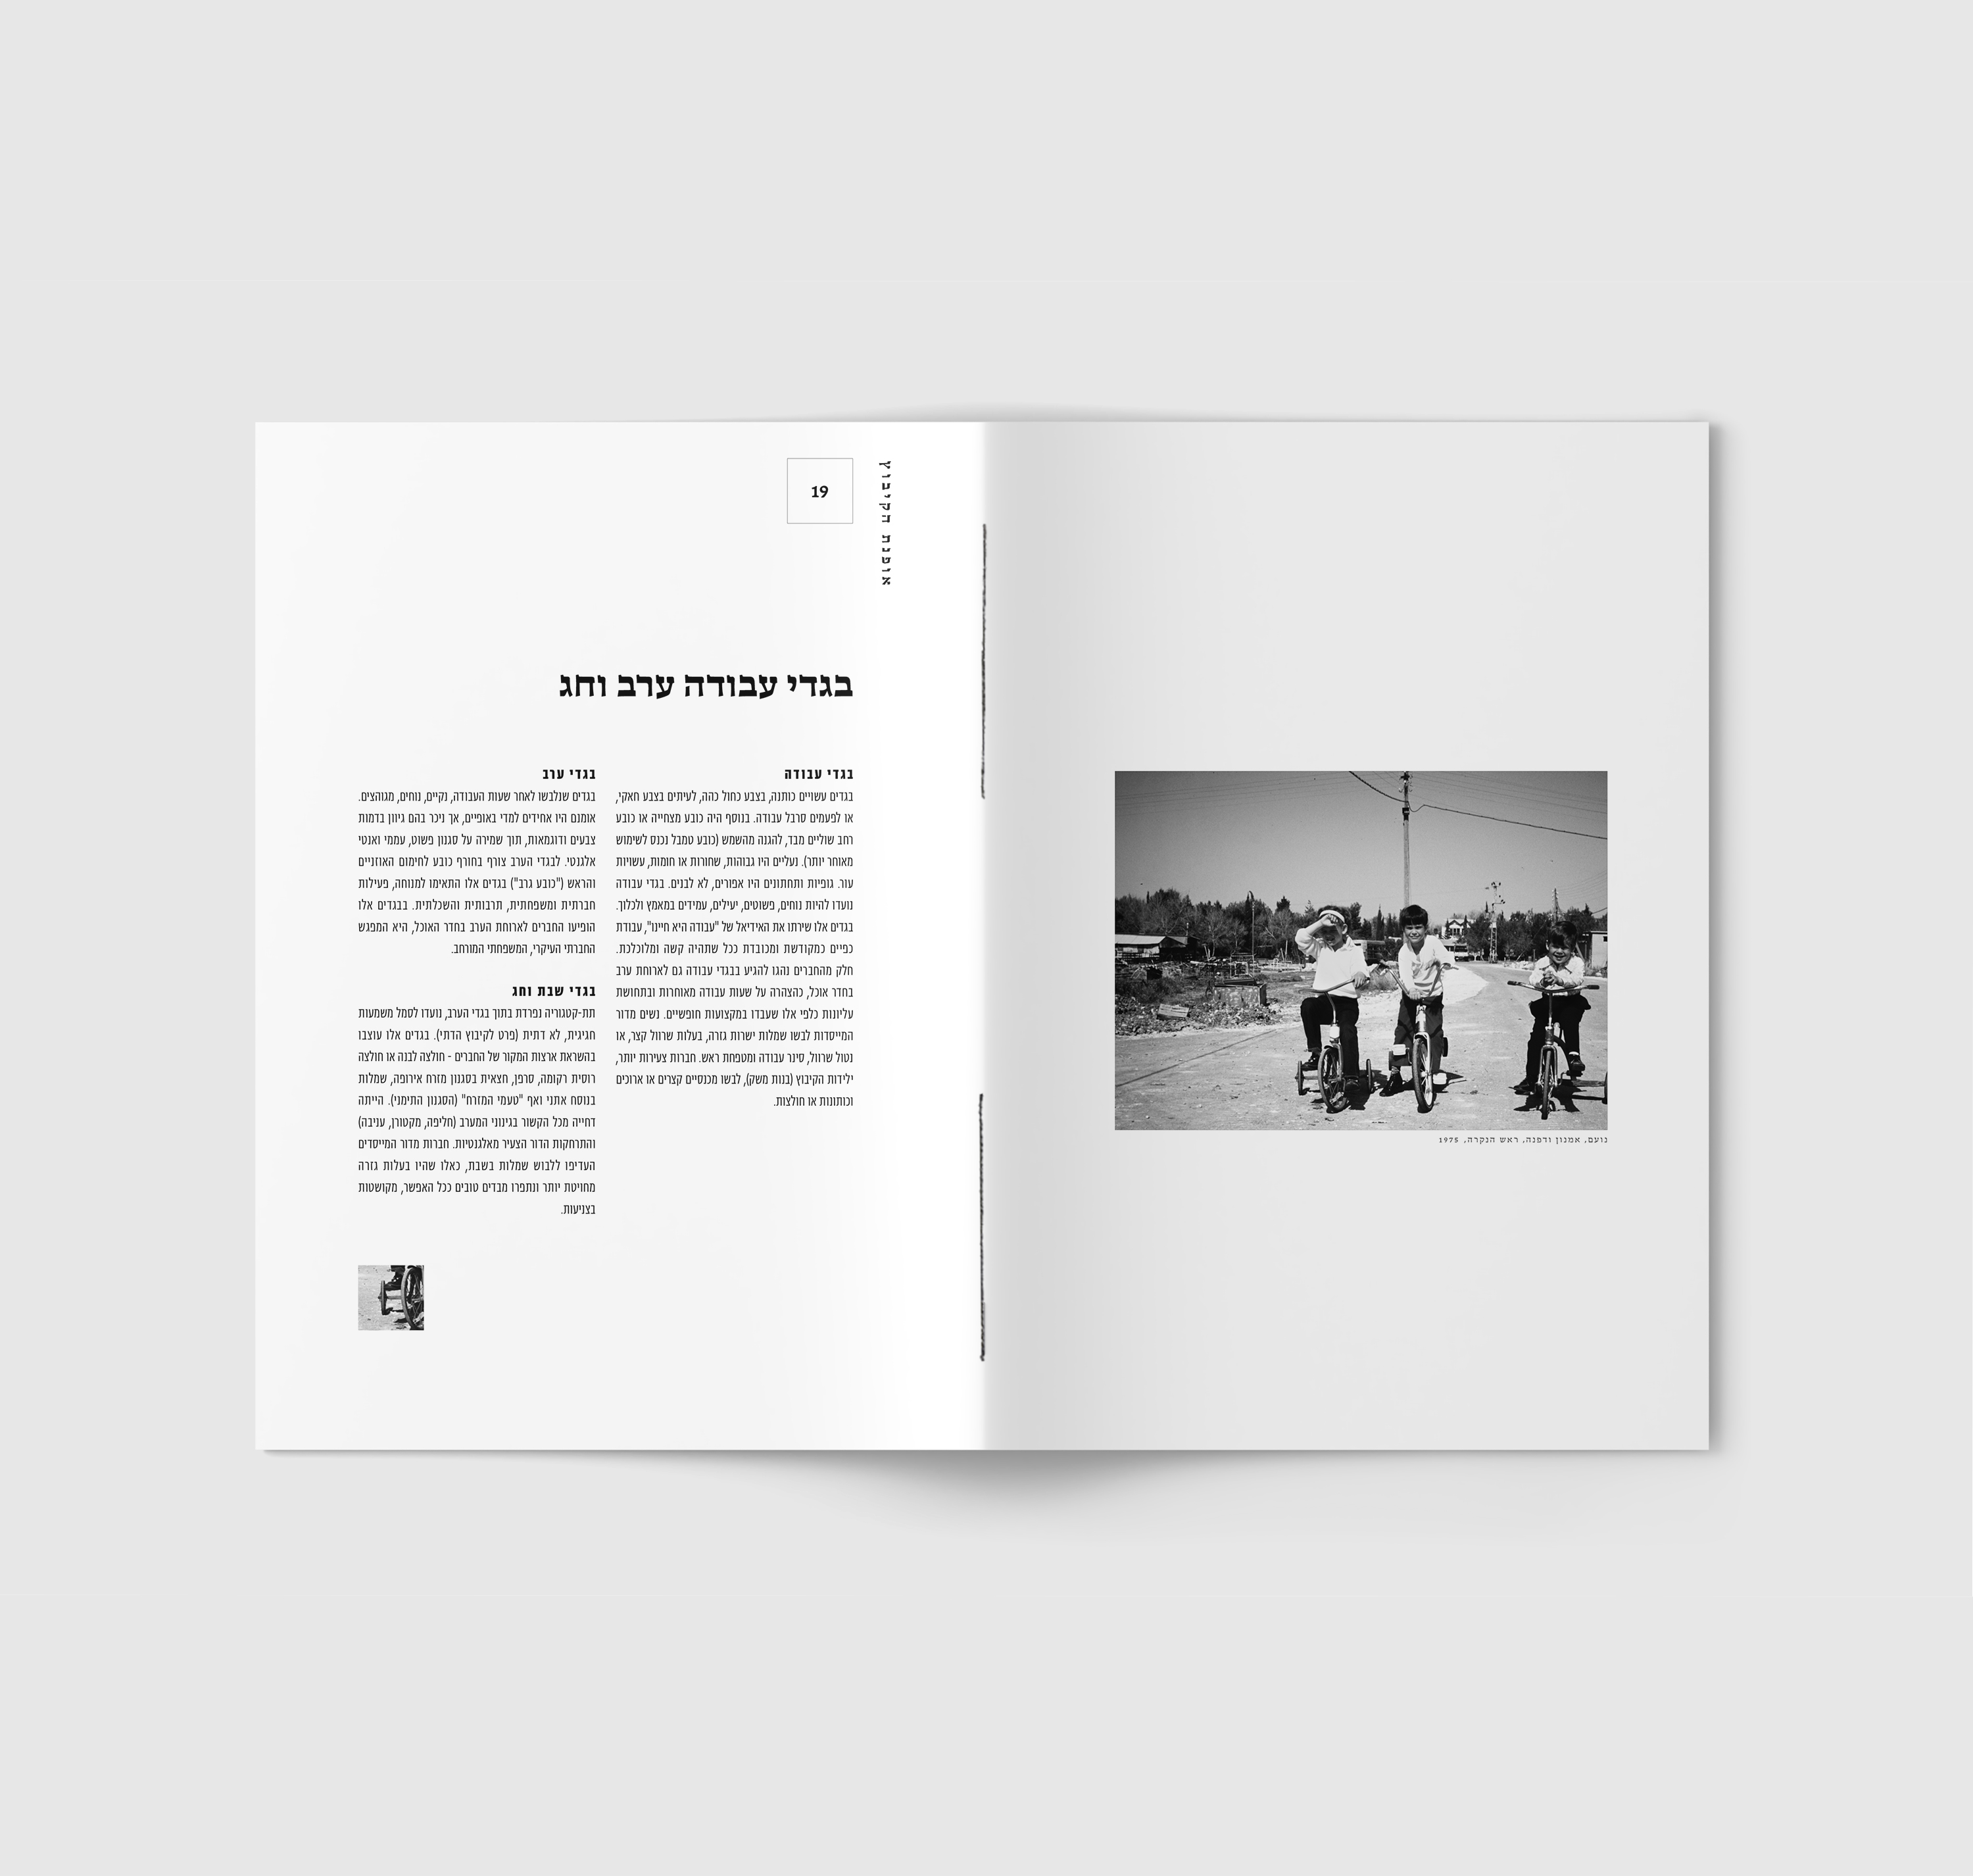 נועם, אמנון ודפנה, ראש הנקרה, 1975
אופנת הקיבוץ
19
בגדי עבודה ערב וחג
בגדי עבודה
בגדים עשויים כותנה, בצבע כחול כהה, לעיתים בצבע חאקי,
או לפעמים סרבל עבודה. בנוסף היה כובע מצחייה או כובע
רחב שוליים מבד, להגנה מהשמש (כובע טמבל נכנס לשימוש
מאוחר יותר). נעליים היו גבוהות, שחורות או חומות, עשויות
עור. גופיות ותחתונים היו אפורים, לא לבנים. בגדי עבודה
נועדו להיות נוחים, פשוטים, יעילים, עמידים במאמץ ולכלוך.
בגדים אלו שירתו את האידיאל של "עבודה היא חיינו", עבודת
כפיים כמקודשת ומכובדת ככל שתהיה קשה ומלוכלכת.
חלק מהחברים נהגו להגיע בבגדי עבודה גם לארוחת ערב
בחדר אוכל, כהצהרה על שעות עבודה מאוחרות ובתחושת
עליונות כלפי אלו שעבדו במקצועות חופשיים. נשים מדור
המייסדות לבשו שמלות ישרות גזרה, בעלות שרוול קצר, או
נטול שרוול, סינר עבודה ומטפחת ראש. חברות צעירות יותר,
ילידות הקיבוץ (בנות משק), לבשו מכנסיים קצרים או ארוכים
וכותונות או חולצות.
בגדי ערב
בגדים שנלבשו לאחר שעות העבודה, נקיים, נוחים, מגוהצים.
אומנם היו אחידים למדי באופיים, אך ניכר בהם גיוון בדמות
צבעים ודוגמאות, תוך שמירה על סגנון פשוט, עממי ואנטי
אלגנטי. לבגדי הערב צורף בחורף כובע לחימום האוזניים
והראש ("כובע גרב") בגדים אלו התאימו למנוחה, פעילות
חברתית ומשפחתית, תרבותית והשכלתית. בבגדים אלו
הופיעו החברים לארוחת הערב בחדר האוכל, היא המפגש
החברתי העיקרי, המשפחתי המורחב.
בגדי שבת וחג
תת-קטגוריה נפרדת בתוך בגדי הערב, נועדו לסמל משמעות
חגיגית, לא דתית (פרט לקיבוץ הדתי). בגדים אלו עוצבו
בהשראת ארצות המקור של החברים - חולצה לבנה או חולצה
רוסית רקומה, סרפן, חצאית בסגנון מזרח אירופה, שמלות
בנוסח אתני ואף "טעמי המזרח" (הסגנון התימני). הייתה
דחייה מכל הקשור בגינוני המערב (חליפה, מקטורן, עניבה)
והתרחקות הדור הצעיר מאלגנטיות. חברות מדור המייסדים
העדיפו ללבוש שמלות בשבת, כאלו שהיו בעלות גזרה
מחויטת יותר ונתפרו מבדים טובים ככל האפשר, מקושטות
בצניעות.